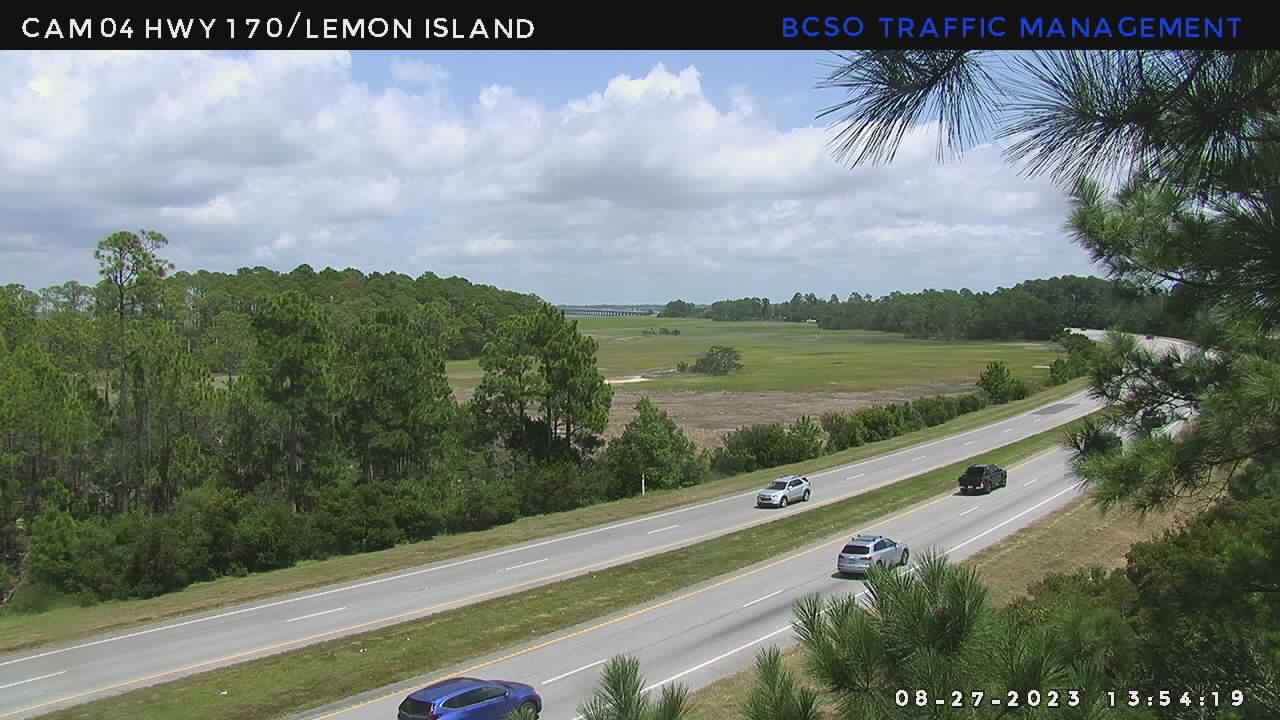 CAM 04 HWY 170/LEMON ISLAND
BCSO TRAFFIC MANAGEMENT
08-27-2023 13:54:19